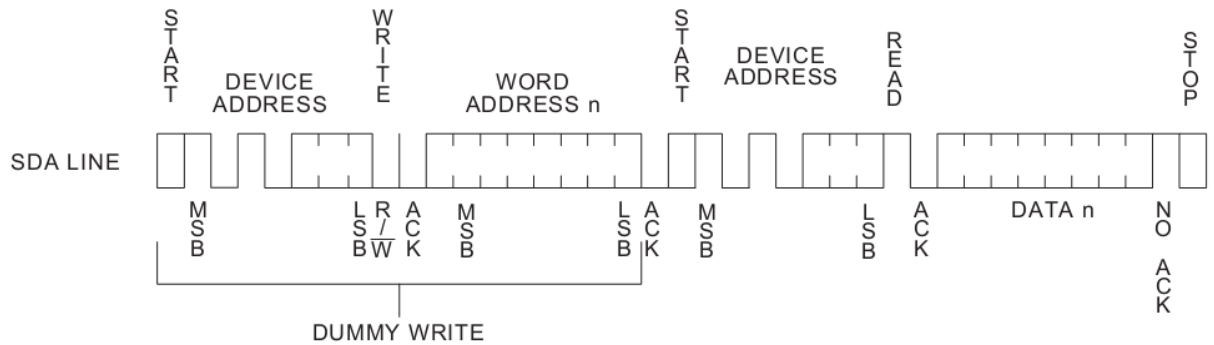 START
WRITE
START
READ
STOP
DEVICE
ADDRESS
WORD
ADDRESS n
DEVICE
ADDRESS
SDA LINE
MSB
LSB
R/W
ACK
MSB
LSB
ACK
MSB
LSB
ACK
DATA n
NO ACK
DUMMY WRITE